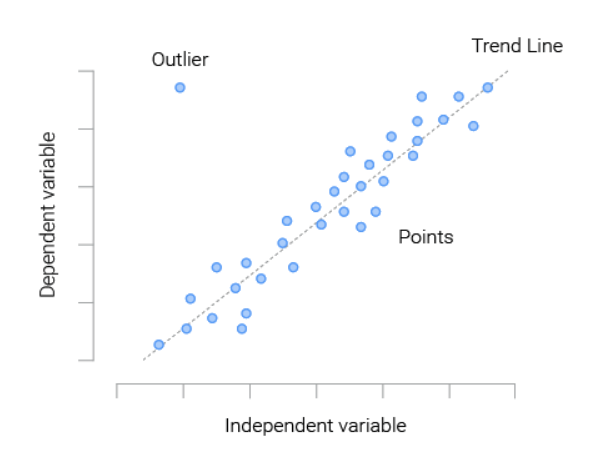 Trend Line
Outlier
Dependent variable
Points
Independent variable